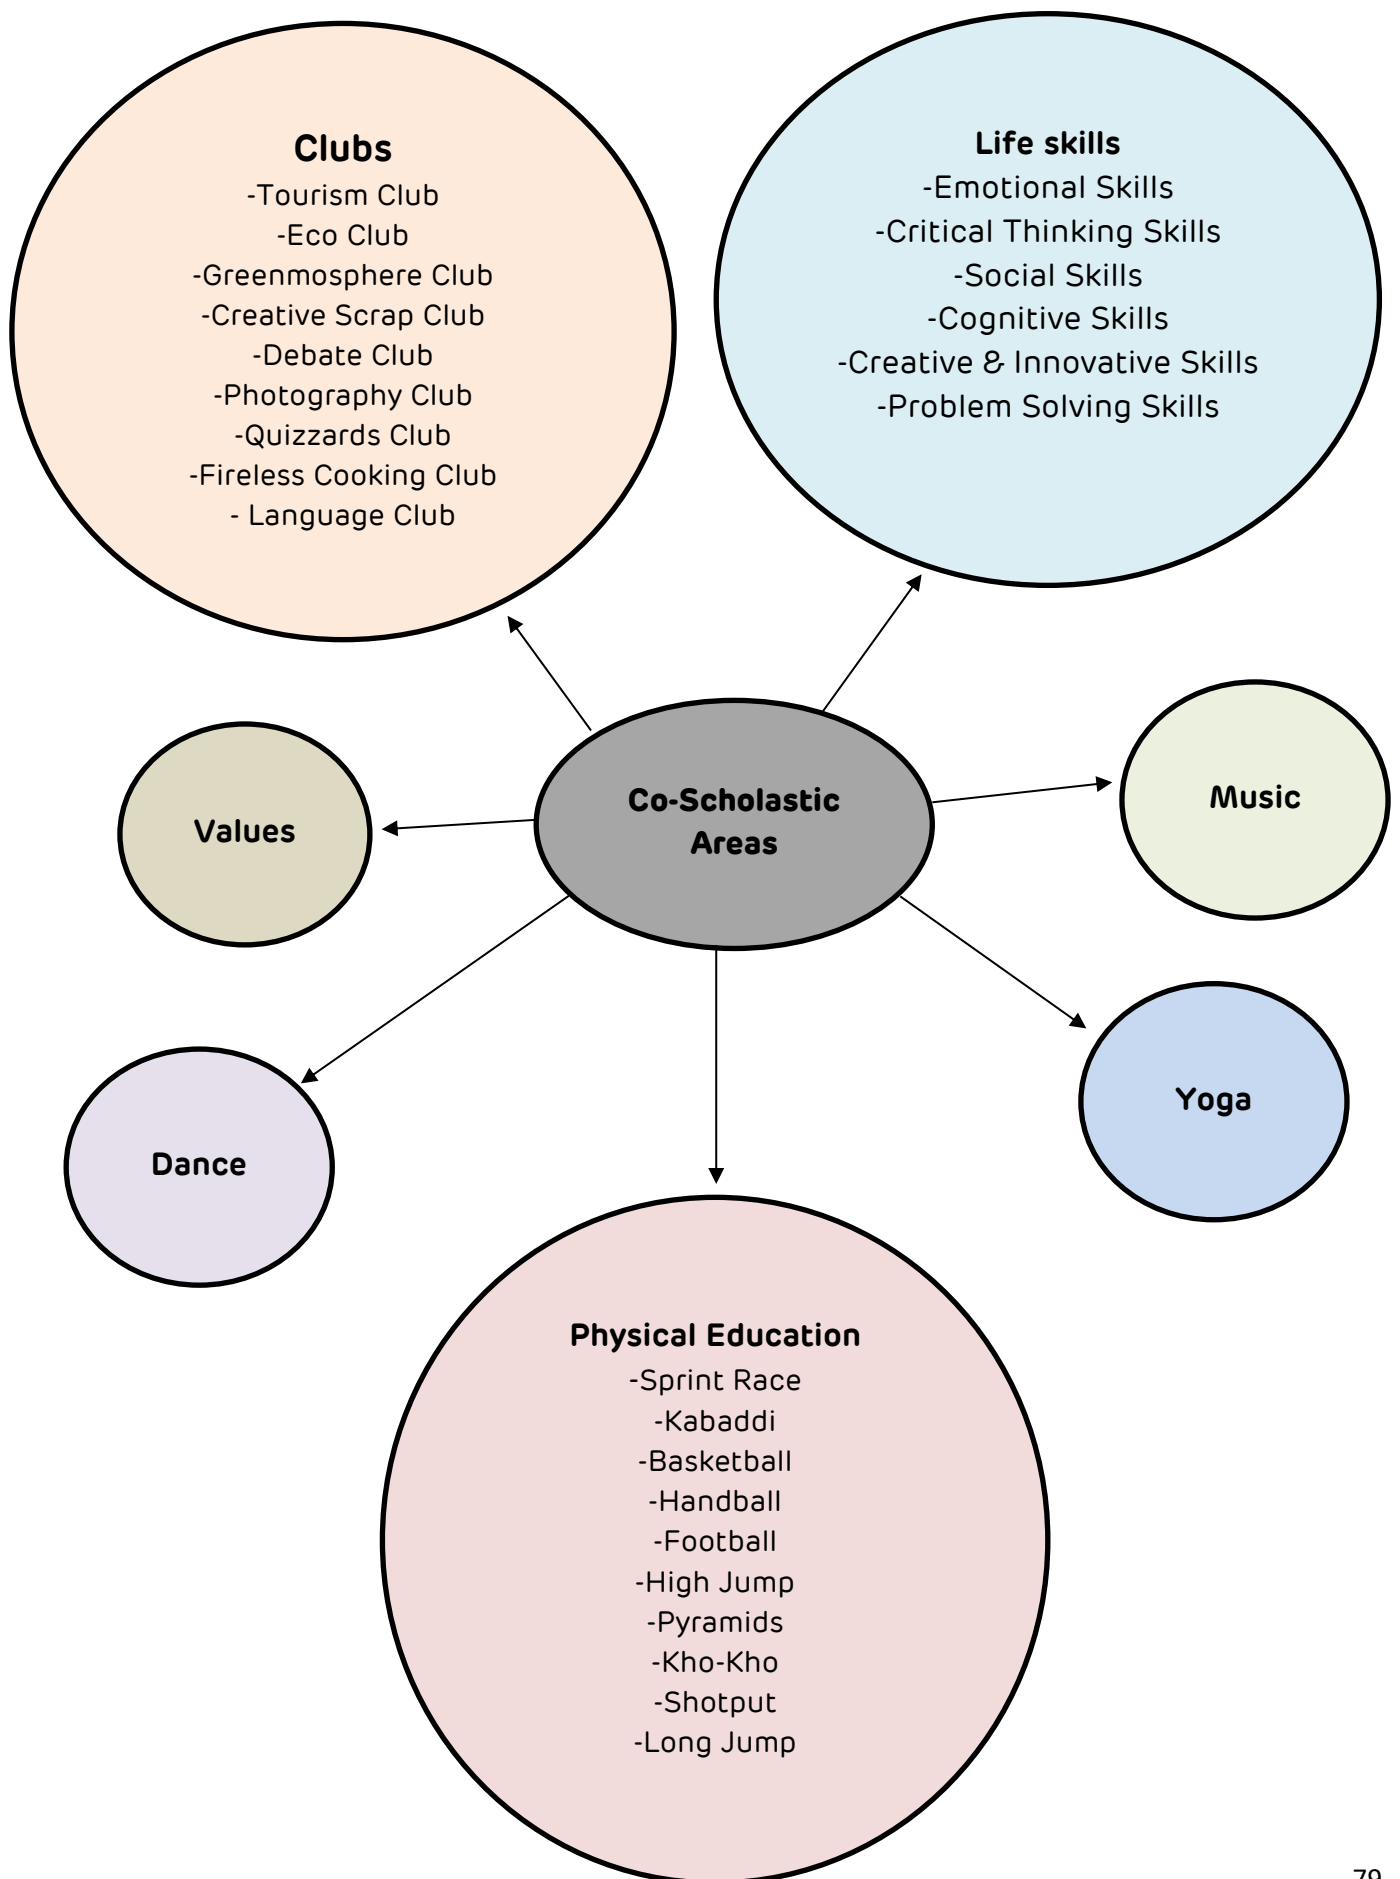 Clubs
-Tourism Club
-Eco Club
-Greenmosphere Club
-Creative Scrap Club
-Debate Club
-Photography Club
-Quizzards Club
-Fireless Cooking Club
- Language Club
Life skills
-Emotional Skills
-Critical Thinking Skills
-Social Skills
-Cognitive Skills
-Creative & Innovative Skills
-Problem Solving Skills
Values
Co-Scholastic
Areas
Music
Dance
Yoga
Physical Education
-Sprint Race
-Kabaddi
-Basketball
-Handball
-Football
-High Jump
-Pyramids
-Kho-Kho
-Shotput
-Long Jump
79